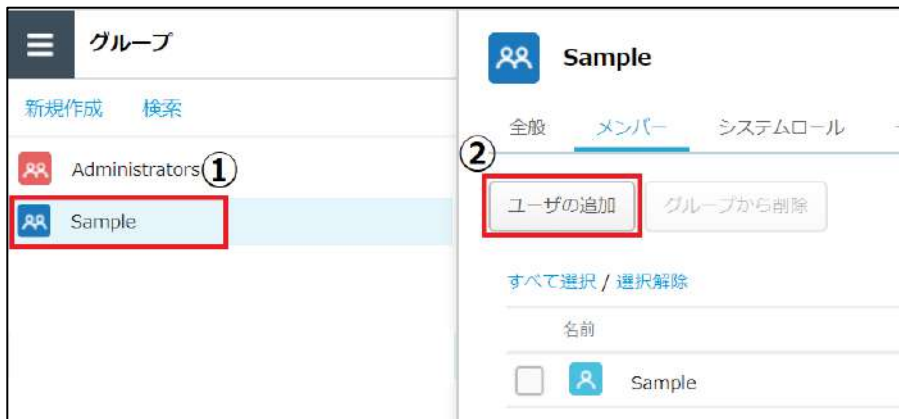 グループ
新規作成 検索
Administrators①
Sample
Sample
全般 メンバー システムロール
②
ユーザの追加 グループから削除
すべて選択 / 選択解除
名前
Sample